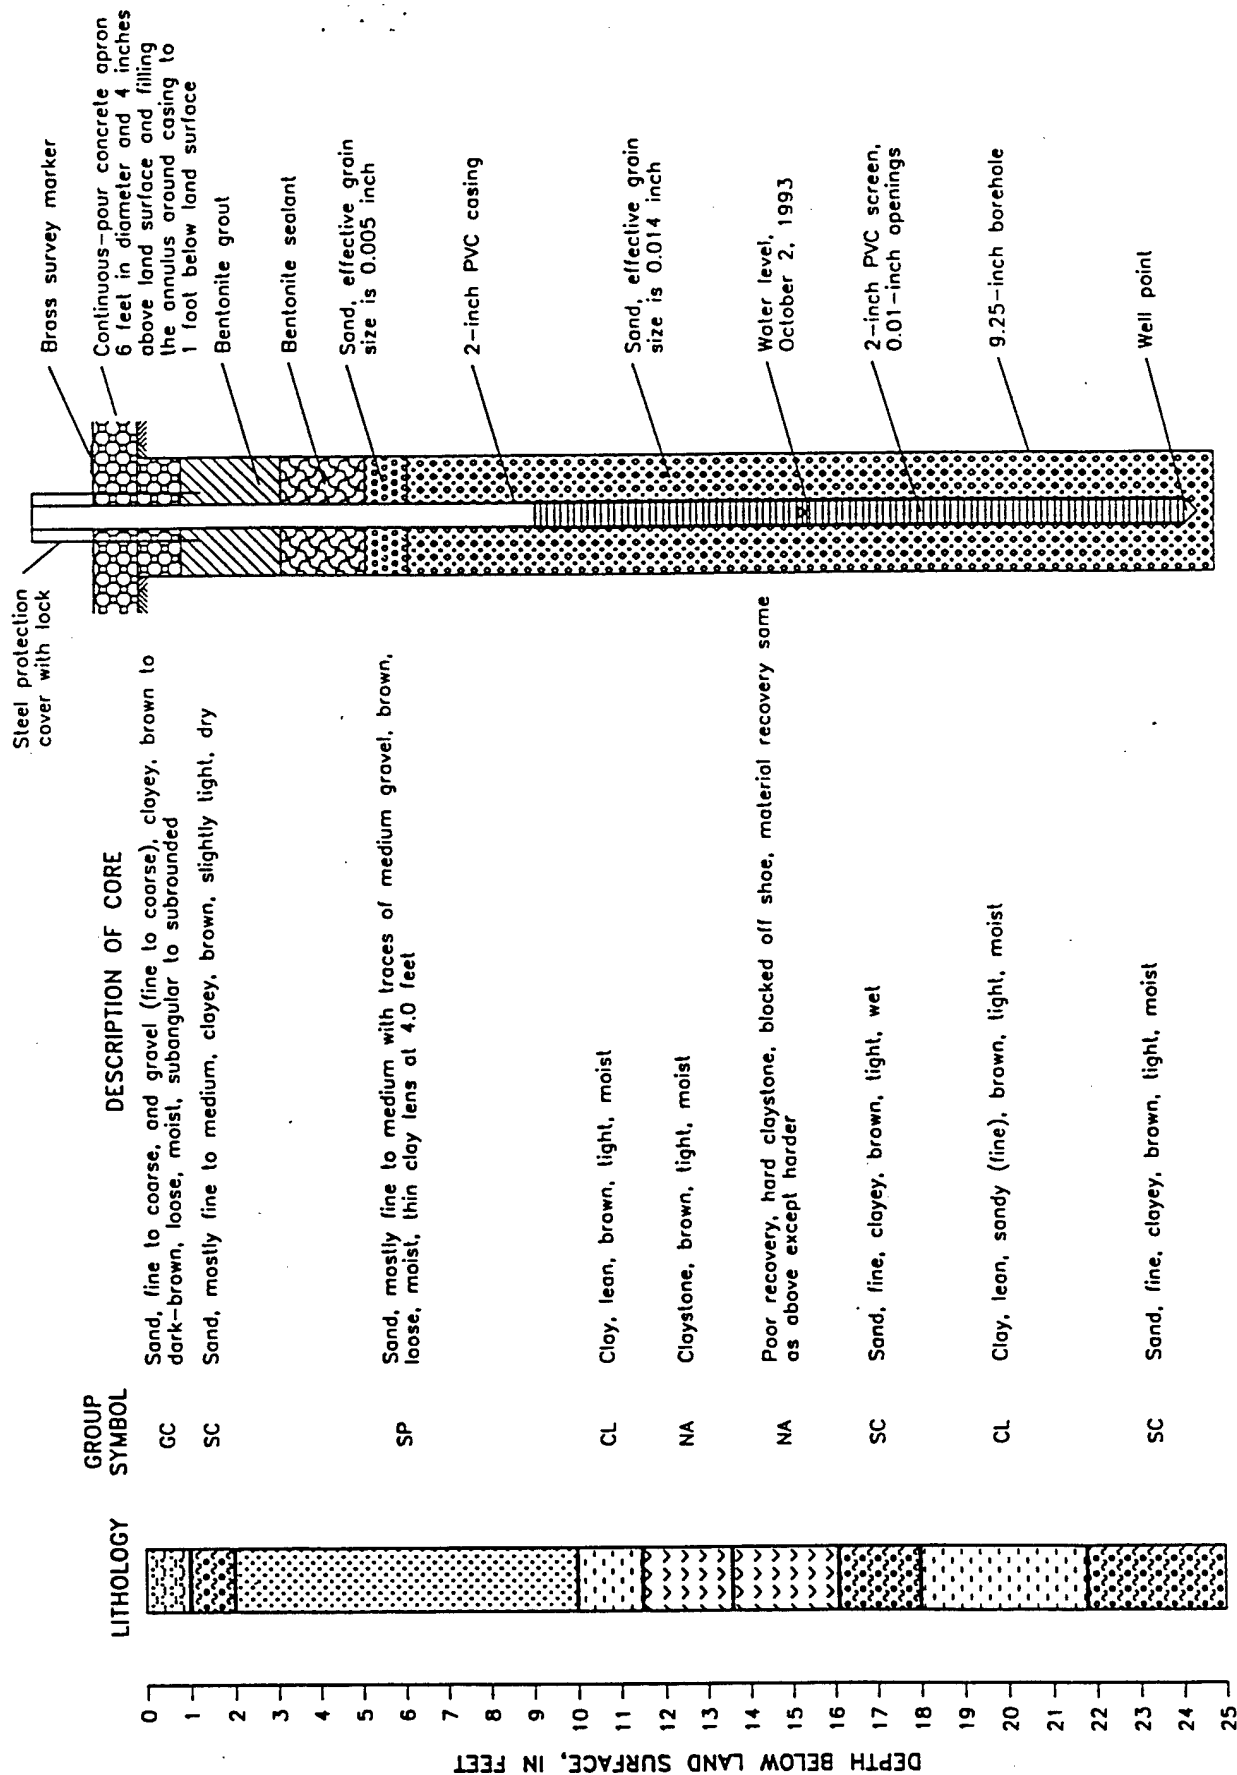 Steel protection
cover with lock
Brass survey marker
Continuous-pour concrete apron
6 feet in diameter and 4 inches
above land surface and filling
the annulus around casing to
1 foot below land surface
Bentonite grout
Bentonite sealant
Sand, effective grain
size is 0.005 inch
2-inch PVC casing
Sand, effective grain
size is 0.014 inch
Water level,
October 2, 1993
2-inch PVC screen,
0.01-inch openings
9.25-inch borehole
Well point
DESCRIPTION OF CORE
Sand, fine to coarse, and gravel (fine to coarse), clayey, brown to
dark-brown, loose, moist, subangular to subrounded
Sand, mostly fine to medium, clayey, brown, slightly tight, dry
Sand, mostly fine to medium with traces of medium gravel, brown,
loose, moist, thin clay lens at 4.0 feet
Clay, lean, brown, tight, moist
Claystone, brown, tight, moist
Poor recovery, hard claystone, blocked off shoe, material recovery same
as above except harder
Sand, fine, clayey, brown, tight, wet
Clay, lean, sandy (fine), brown, tight, moist
Sand, fine, clayey, brown, tight, moist
GROUP
SYMBOL
GC
SC
SP
CL
NA
NA
SC
CL
SC
LITHOLOGY
0
1
2
3
4
5
6
7
8
9
10
11
12
13
14
15
16
17
18
19
20
21
22
23
24
25
DEPTH BELOW LAND SURFACE, IN FEET